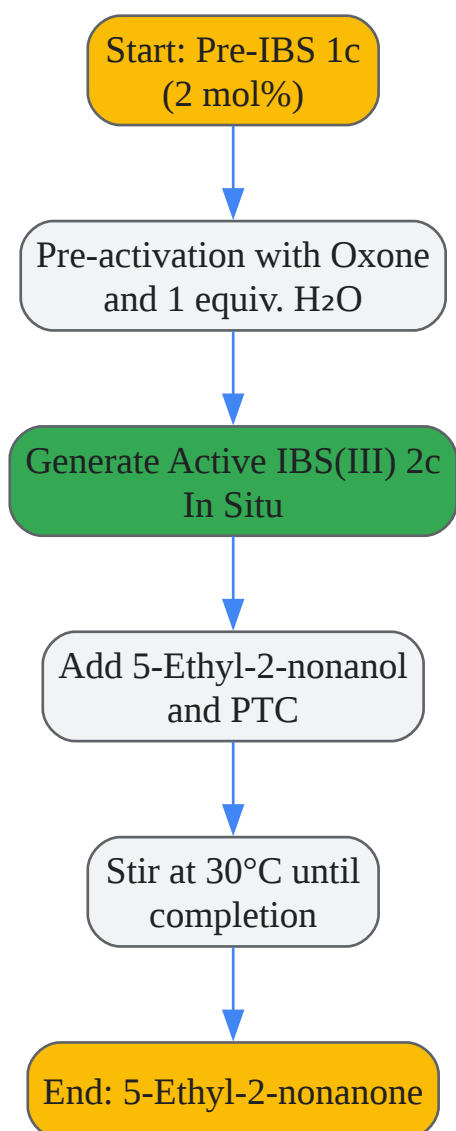 Start: Pre-IBS 1c
(2 mol%)
Pre-activation with Oxone
and 1 equiv. H₂O
Generate Active IBS(III) 2c
In Situ
Add 5-Ethyl-2-nonanol
and PTC
Stir at 30°C until
completion
End: 5-Ethyl-2-nonanone